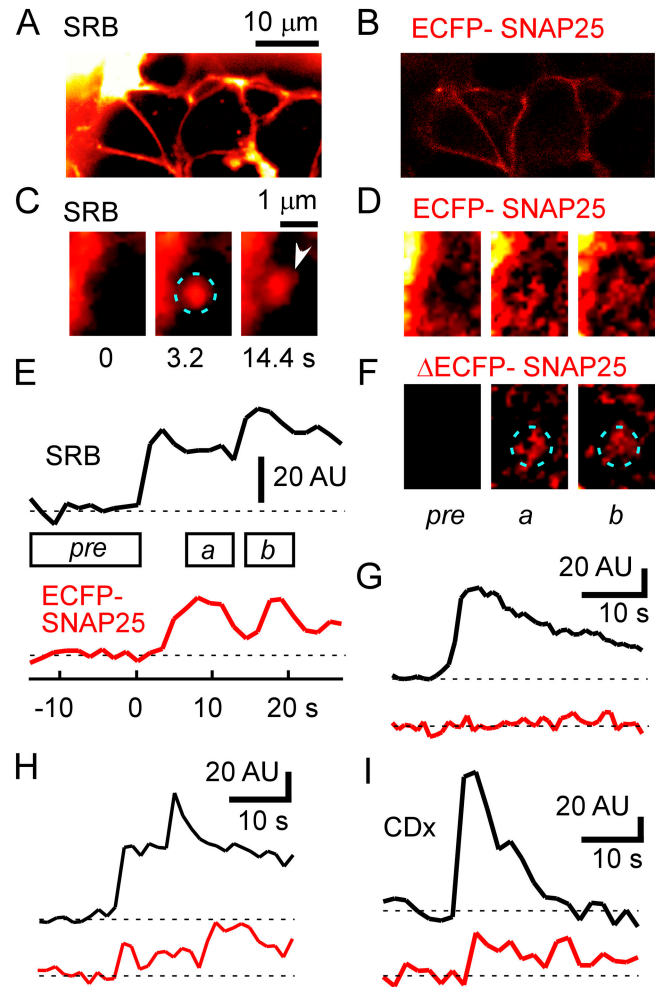 A SRB 10 μm
B ECFP- SNAP25
C SRB 1 μm
0 3.2 14.4 s
D ECFP- SNAP25
E
SRB
20 AU
pre a b
ECFP-
SNAP25
-10 0 10 20 s
F ΔECFP- SNAP25
pre a b
G 20 AU
10 s
H 20 AU
10 s
I 20 AU
CDx
10 s